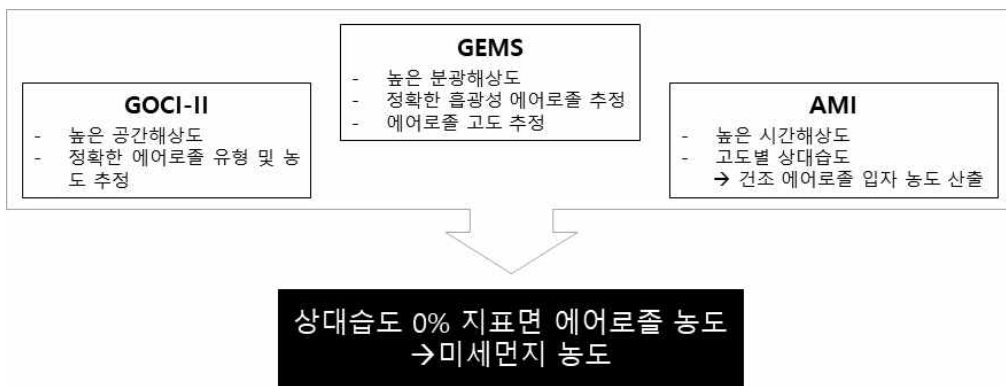 GEMS
- 높은 분광해상도
- 정확한 흡광성 에어로졸 추정
- 에어로졸 고도 추정
GOCI-II
- 높은 공간해상도
- 정확한 에어로졸 유형 및 농
도 추정
AMI
- 높은 시간해상도
- 고도별 상대습도
→ 건조 에어로졸 입자 농도 산출
상대습도 0% 지표면 에어로졸 농도
→미세먼지 농도